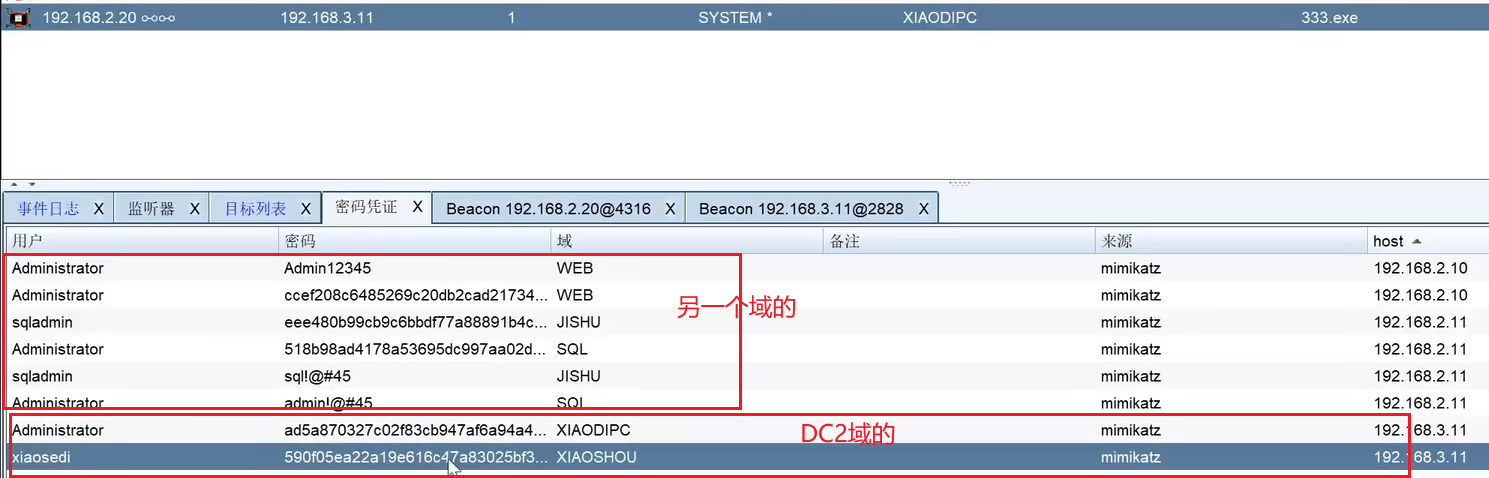 192.168.2.20 192.168.3.11 1 SYSTEM * XIAODIPC 333.exe
事件日志 X 监听器 X 目标列表 X 密码凭证 X Beacon 192.168.2.20@4316 X Beacon 192.168.3.11@2828 X
用户 密码 域 备注 来源 host
Administrator Admin12345 WEB mimikatz 192.168.2.10
Administrator ccef208c6485269c20db2cad21734... WEB mimikatz 192.168.2.10
另一个域的
sqladmin eee480b99cb9c6bbdf77a88891b4c... JISHU mimikatz 192.168.2.11
Administrator 518b98ad4178a53695dc997aa02d... SQL mimikatz 192.168.2.11
sqladmin sql!@#45 JISHU mimikatz 192.168.2.11
Administrator admin!@#45 SQL mimikatz 192.168.2.11
Administrator ad5a870327c02f83cb947af6a94a4... XIAODIPC mimikatz 192.168.3.11
DC2域的
xiaosedi 590f05ea22a19e616c47a83025bf3... XIAOSHOU mimikatz 192.168.3.11